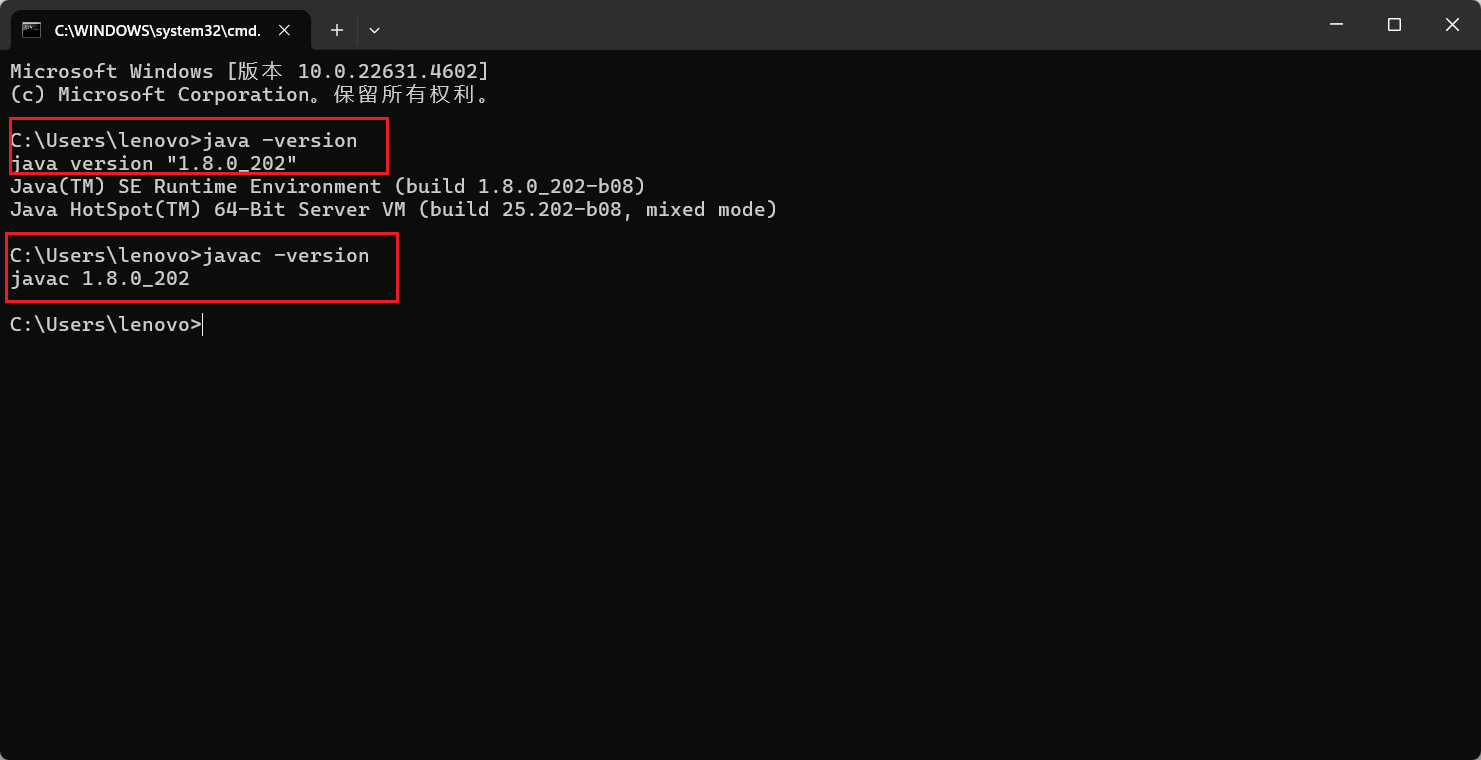 C:\WINDOWS\system32\cmd.
Microsoft Windows [版本 10.0.22631.4602]
(c) Microsoft Corporation。保留所有权利。
C:\Users\lenovo>java -version
java version "1.8.0_202"
Java(TM) SE Runtime Environment (build 1.8.0_202-b08)
Java HotSpot(TM) 64-Bit Server VM (build 25.202-b08, mixed mode)
C:\Users\lenovo>javac -version
javac 1.8.0_202
C:\Users\lenovo>